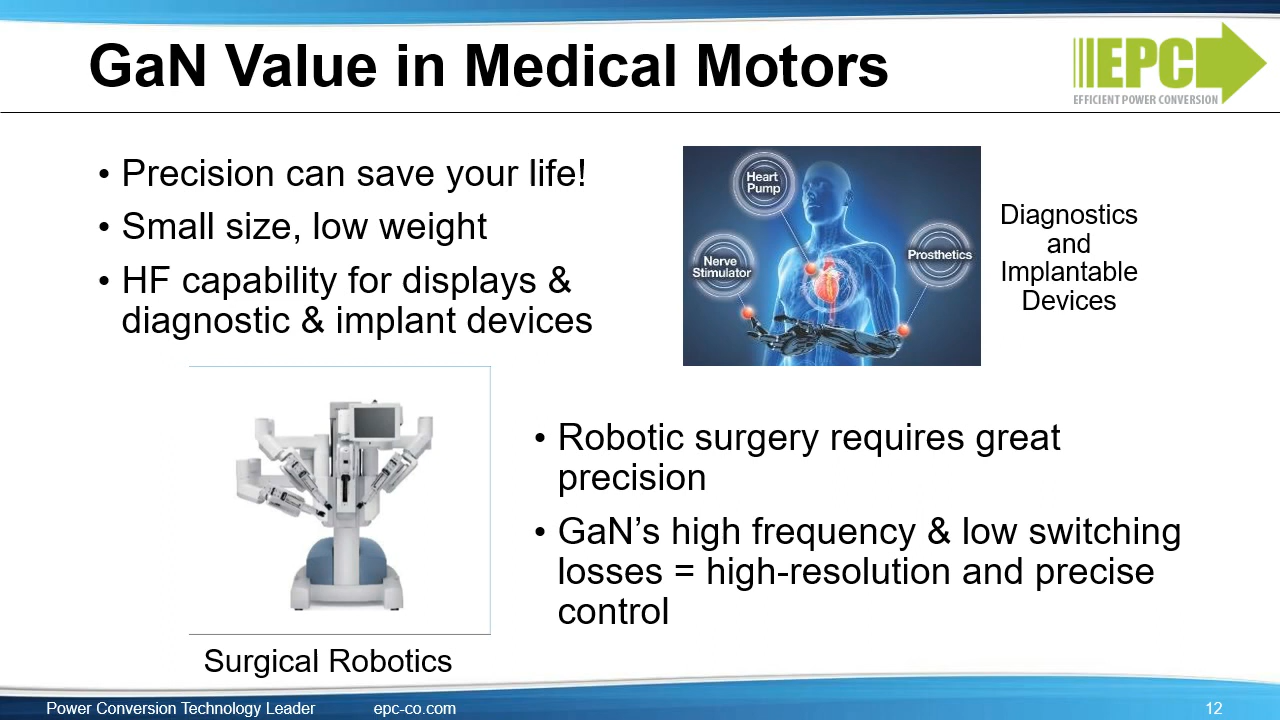 GaN Value in Medical Motors
EPC
EFFICIENT POWER CONVERSION
• Precision can save your life!
• Small size, low weight
• HF capability for displays &
diagnostic & implant devices
Heart
Pump
Nerve
Stimulator
Prosthetics
Diagnostics
and
Implantable
Devices
• Robotic surgery requires great
precision
• GaN’s high frequency & low switching
losses = high-resolution and precise
control
Surgical Robotics
Power Conversion Technology Leader
epc-co.com
12